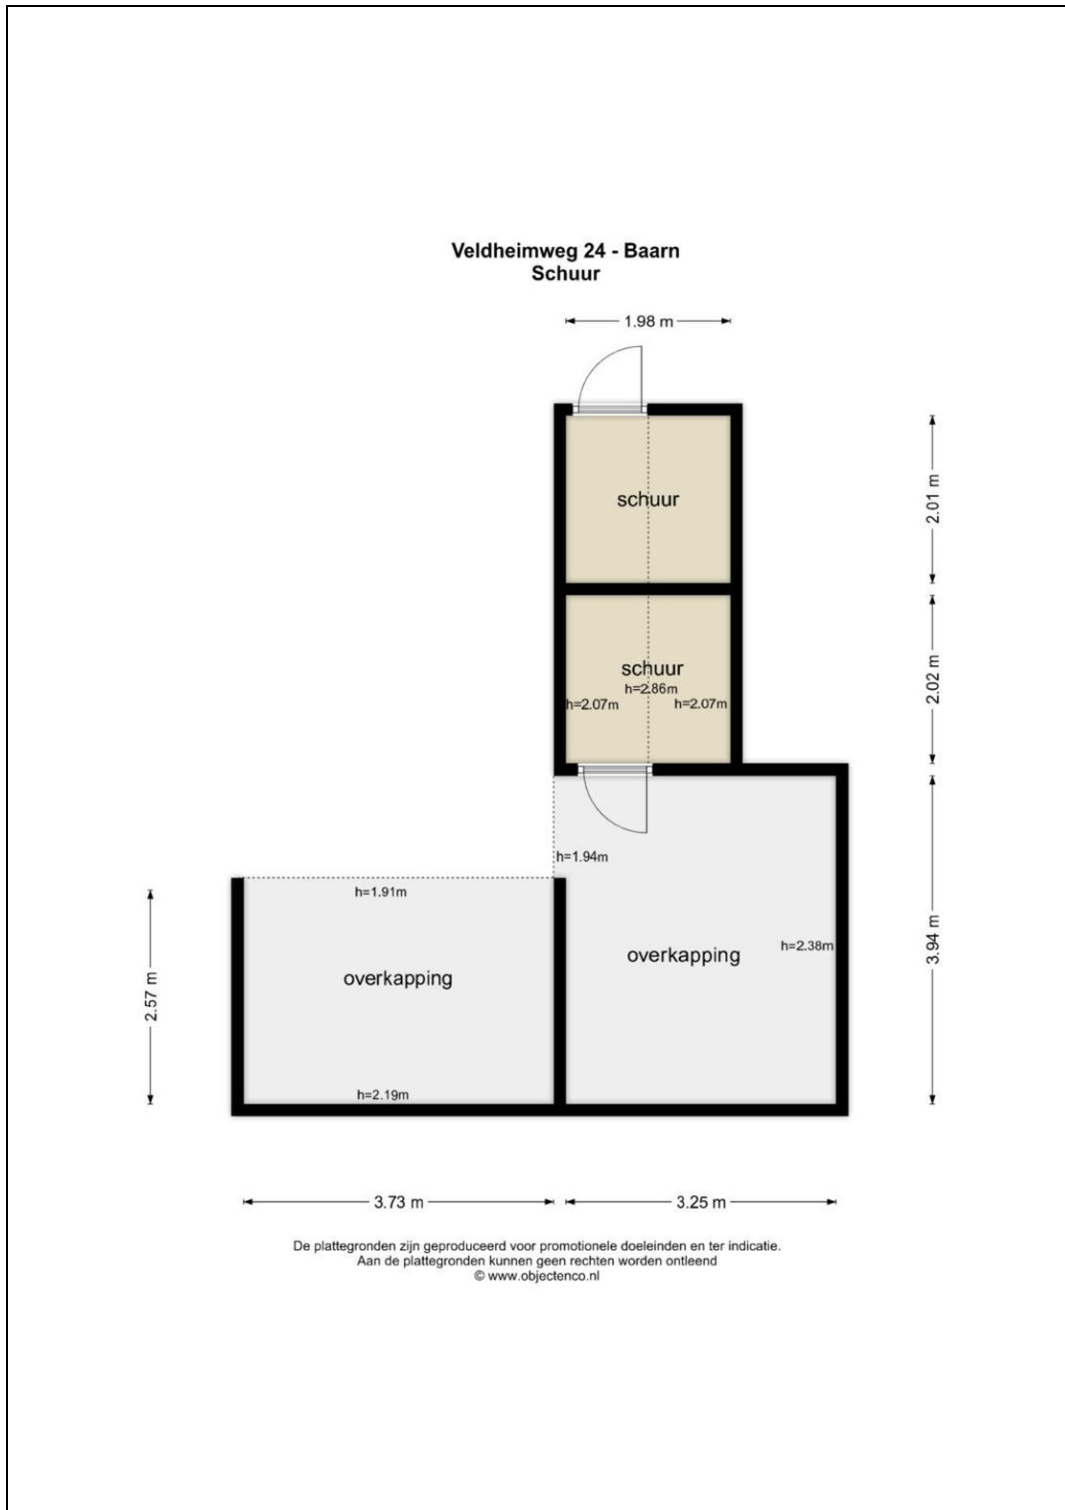 Veldheimweg 24 - Baarn
Schuur
1.98 m
schuur
2.01 m
schuur
h=2.86m
h=2.07m
h=2.07m
2.02 m
h=1.94m
h=1.91m
overkapping
h=2.38m
overkapping
3.94 m
2.57 m
h=2.19m
3.73 m
3.25 m
De plattegronden zijn geproduceerd voor promotionele doeleinden en ter indicatie.
Aan de plattegronden kunnen geen rechten worden ontleend
© www.objectenco.nl